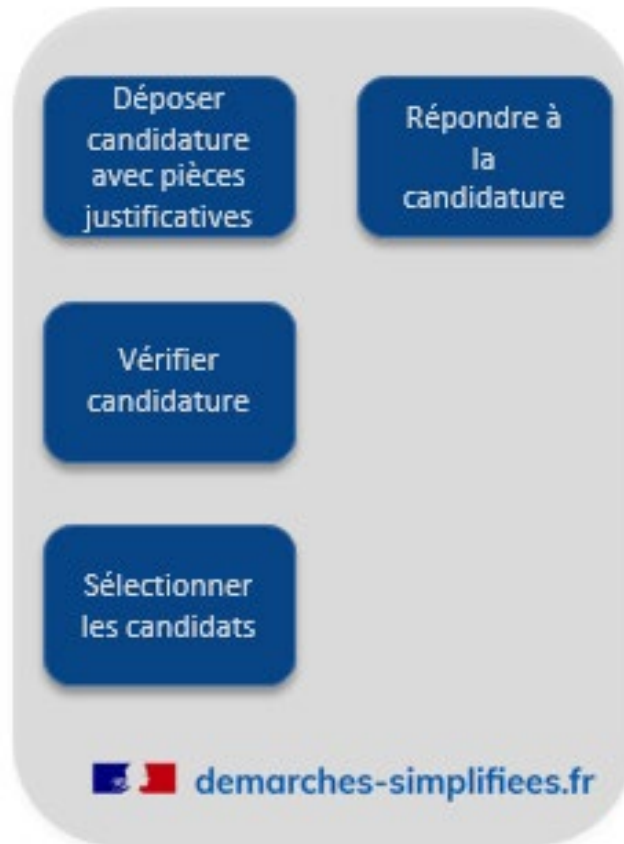 Déposer
candidature
avec pièces
justificatives
Répondre à
la
candidature
Vérifier
candidature
Sélectionner
les candidats
demarches-simplifiees.fr